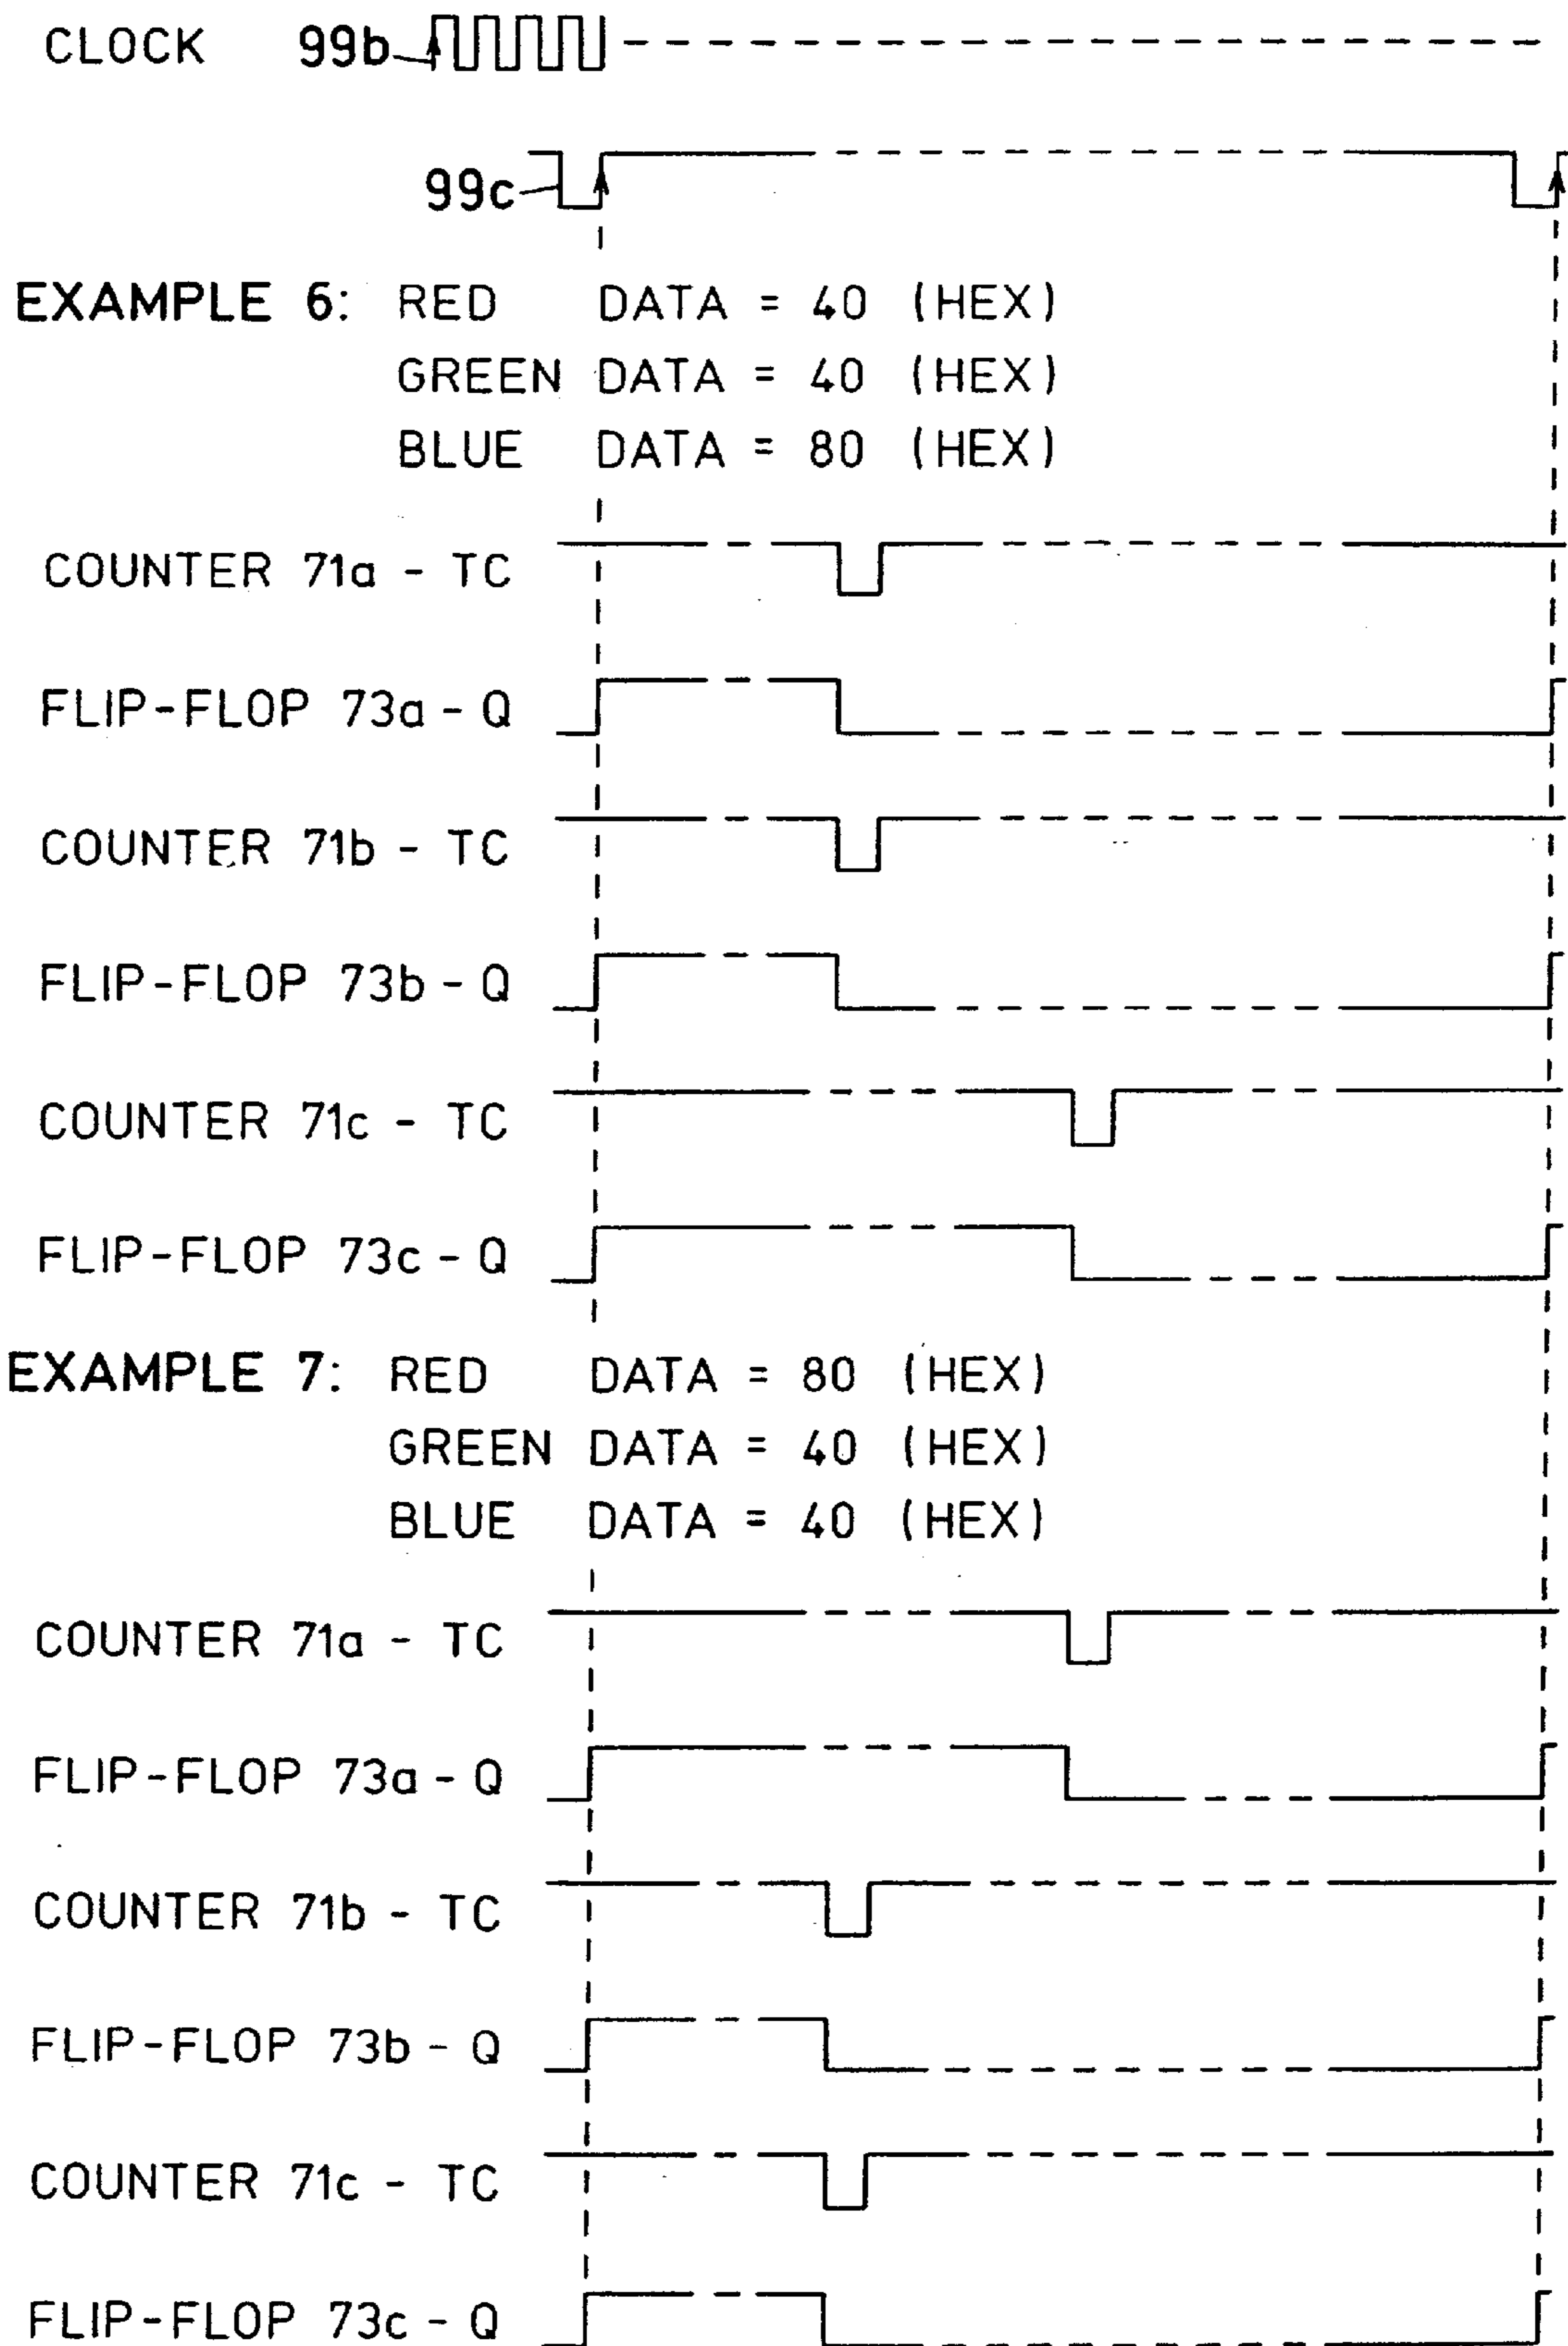 CLOCK 99b
99c
EXAMPLE 6: RED DATA = 40 (HEX)
GREEN DATA = 40 (HEX)
BLUE DATA = 80 (HEX)
COUNTER 71a - TC
FLIP-FLOP 73a - Q
COUNTER 71b - TC
FLIP-FLOP 73b - Q
COUNTER 71c - TC
FLIP-FLOP 73c - Q
EXAMPLE 7: RED DATA = 80 (HEX)
GREEN DATA = 40 (HEX)
BLUE DATA = 40 (HEX)
COUNTER 71a - TC
FLIP-FLOP 73a - Q
COUNTER 71b - TC
FLIP-FLOP 73b - Q
COUNTER 71c - TC
FLIP-FLOP 73c - Q